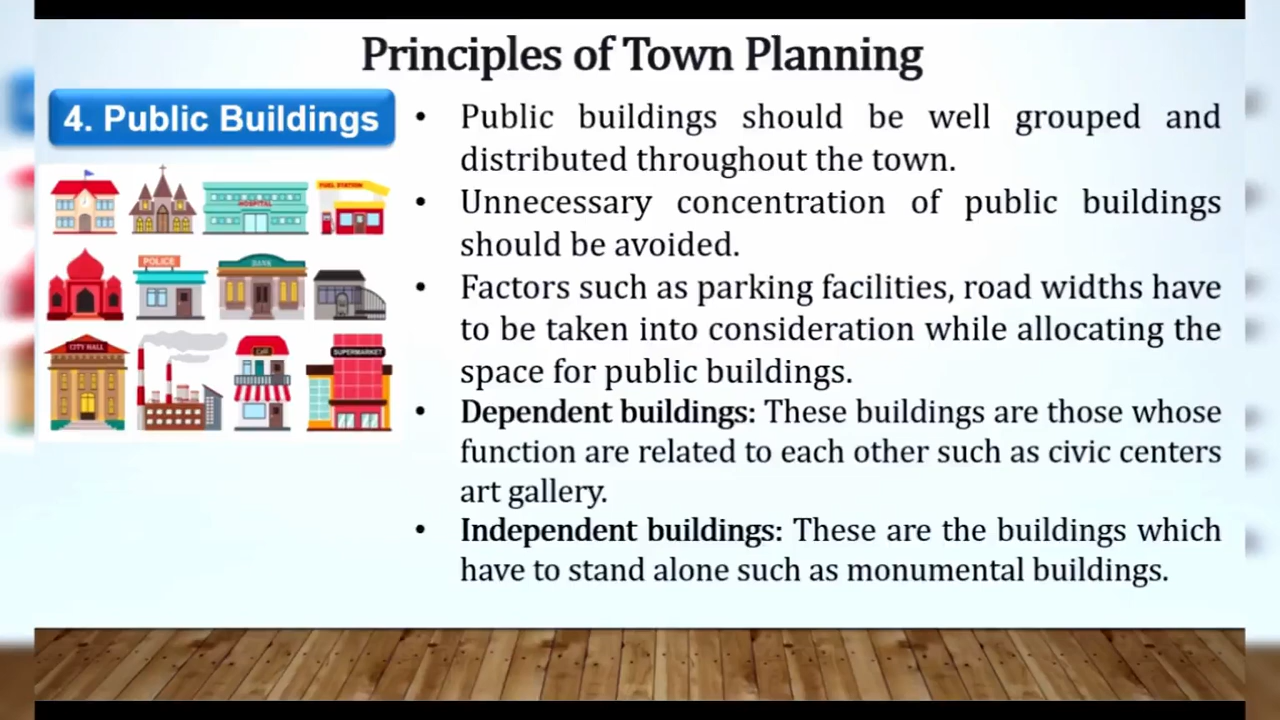 Principles of Town Planning
4. Public Buildings
FUEL STATION
HOSPITAL
POLICE
BANK
CITY HALL
Cafe
SUPERMARKET
• Public buildings should be well grouped and
distributed throughout the town.
• Unnecessary concentration of public buildings
should be avoided.
• Factors such as parking facilities, road widths have
to be taken into consideration while allocating the
space for public buildings.
• Dependent buildings: These buildings are those whose
function are related to each other such as civic centers
art gallery.
• Independent buildings: These are the buildings which
have to stand alone such as monumental buildings.